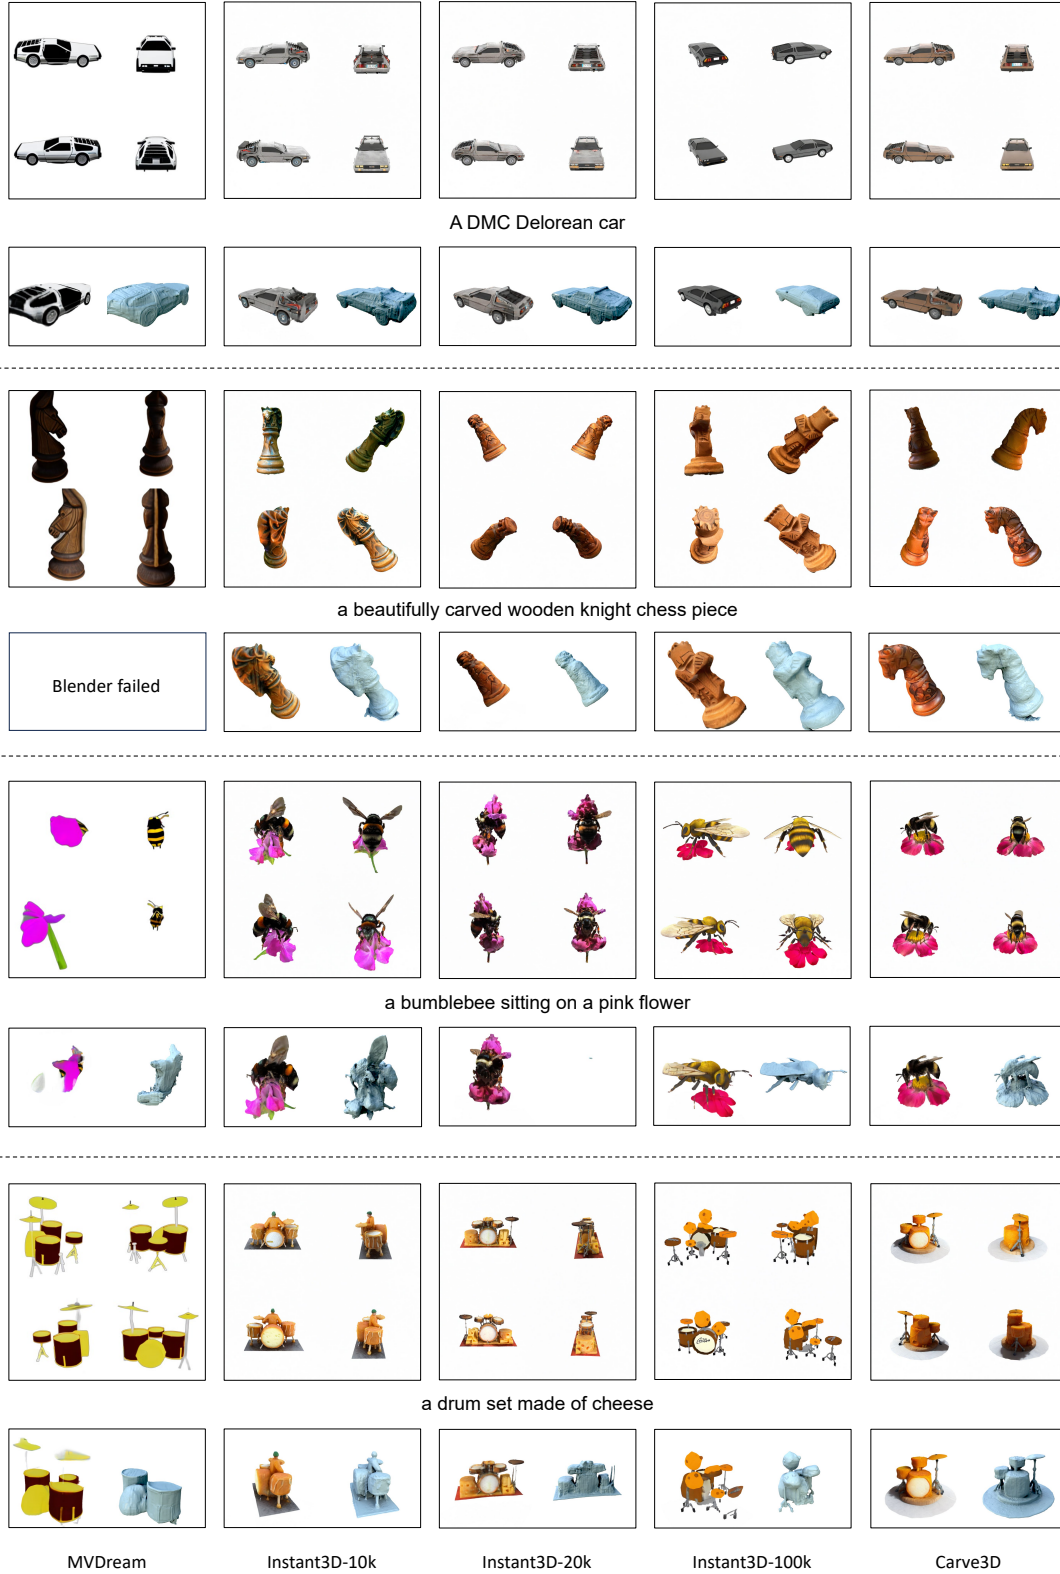 A DMC Delorean car
a beautifully carved wooden knight chess piece
Blender failed
a bumblebee sitting on a pink flower
a drum set made of cheese
MVDream
Instant3D-10k
Instant3D-20k
Instant3D-100k
Carve3D